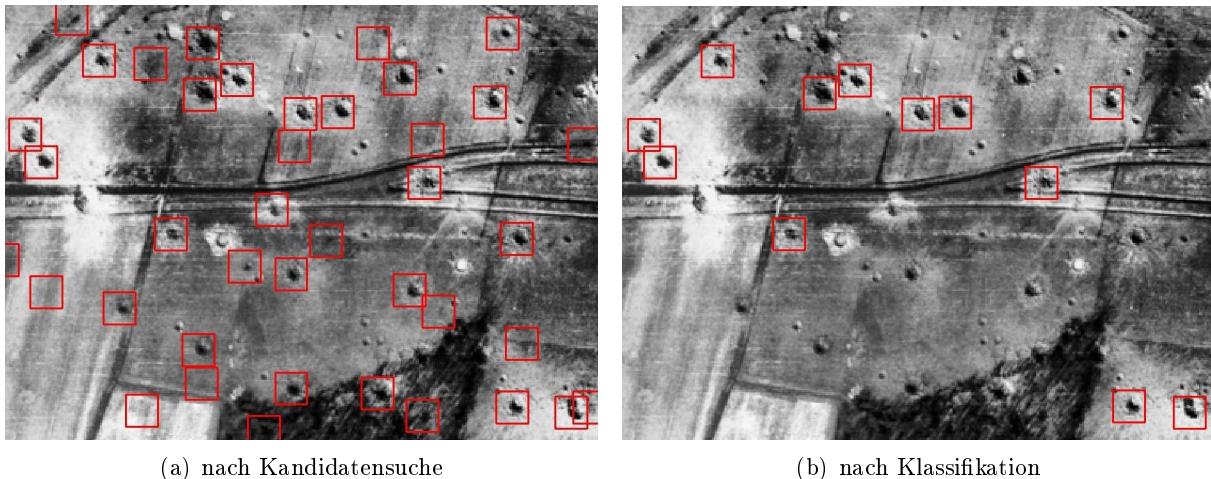 (a) nach Kandidatensuche
(b) nach Klassifikation